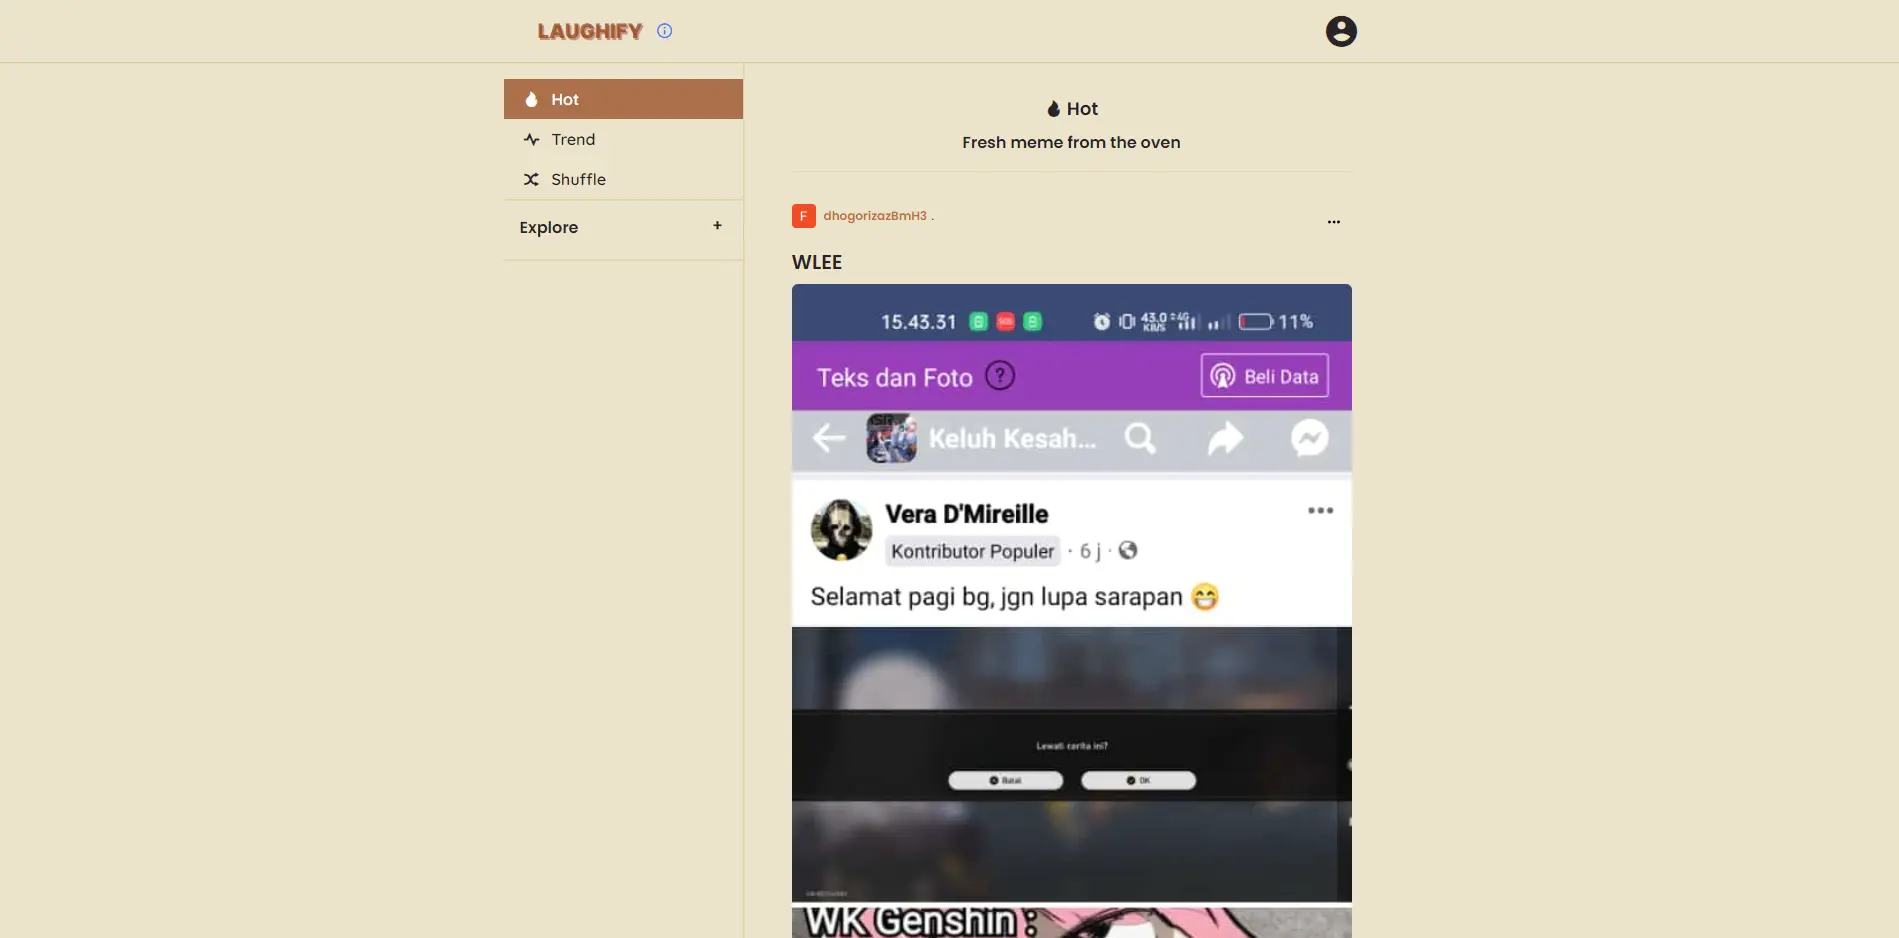 LAUGHIFY
Hot
Trend
Shuffle
Explore +
Hot
Fresh meme from the oven
F dhogorizazBmH3 .
WLEE
15.43.31 43.0 KB/S 4G 11%
Teks dan Foto ? Beli Data
Keluh Kesah...
Vera D'Mireille
Kontributor Populer · 6 j ·
Selamat pagi bg, jgn lupa sarapan 😁
Lewati cerita ini?
Batal OK
WK Genshin :